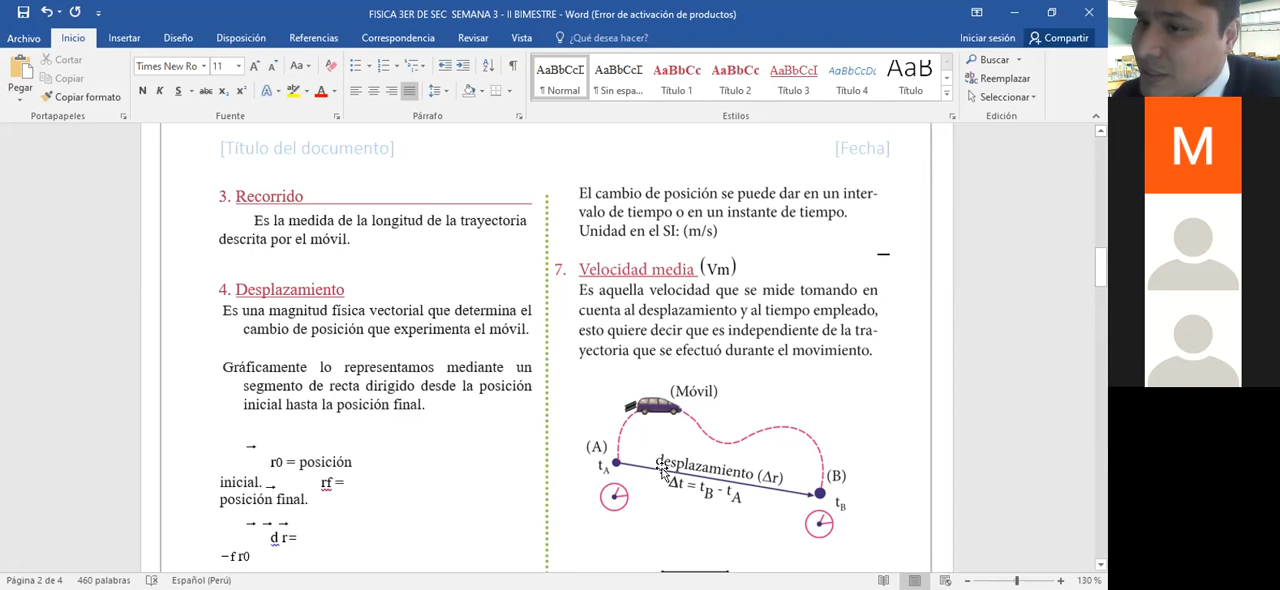 FISICA 3ER DE SEC SEMANA 3 - II BIMESTRE - Word (Error de activación de productos)
Archivo Inicio Insertar Diseño Disposición Referencias Correspondencia Revisar Vista ¿Qué desea hacer? Iniciar sesión Compartir
Pegar
Cortar
Copiar
Copiar formato
Portapapeles
Times New Ro 11
N K S abc x₂ x²
Fuente
Párrafo
AaBbCcI AaBbCcI AaBbCc AaBbCc AaBbCcI AaBbCcDc AaB
¶ Normal ¶ Sin espa... Título 1 Título 2 Título 3 Título 4 Título
Estilos
Buscar
Reemplazar
Seleccionar
Edición
[Título del documento] [Fecha]
3. Recorrido
Es la medida de la longitud de la trayectoria
descrita por el móvil.
4. Desplazamiento
Es una magnitud física vectorial que determina el
cambio de posición que experimenta el móvil.
Gráficamente lo representamos mediante un
segmento de recta dirigido desde la posición
inicial hasta la posición final.
r0 = posición
inicial. rf =
posición final.
d r=
−f r0
El cambio de posición se puede dar en un inter-
valo de tiempo o en un instante de tiempo.
Unidad en el SI: (m/s)
7. Velocidad media (Vm)
Es aquella velocidad que se mide tomando en
cuenta al desplazamiento y al tiempo empleado,
esto quiere decir que es independiente de la tra-
yectoria que se efectuó durante el movimiento.
(Móvil)
(A)
tA
desplazamiento (Δr)
Δt = tB - tA
(B)
tB
M
Página 2 de 4 460 palabras Español (Perú) 130 %